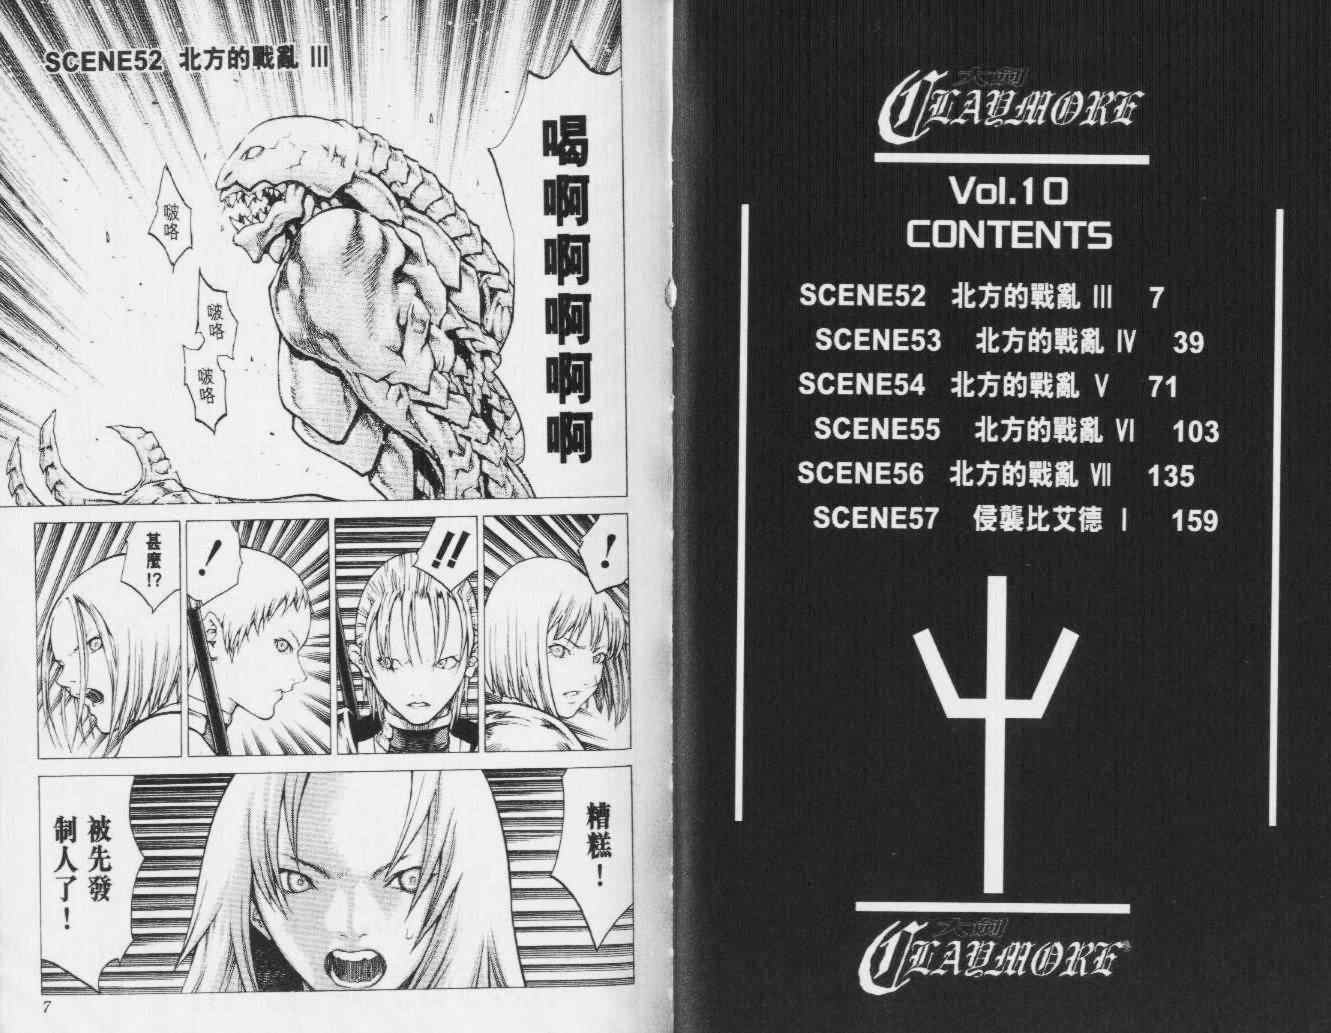 大劍
CLAYMORE
Vol.10
CONTENTS
SCENE52 北方的戰亂 III 7
SCENE53 北方的戰亂 IV 39
SCENE54 北方的戰亂 V 71
SCENE55 北方的戰亂 VI 103
SCENE56 北方的戰亂 VII 135
SCENE57 侵襲比艾德 I 159
大劍
CLAYMORE
SCENE52 北方的戰亂 III
喝啊啊啊啊啊
啵咯
啵咯
啵咯
！
!!
！
甚麼!?
糟糕！
被先發
制人了！
7